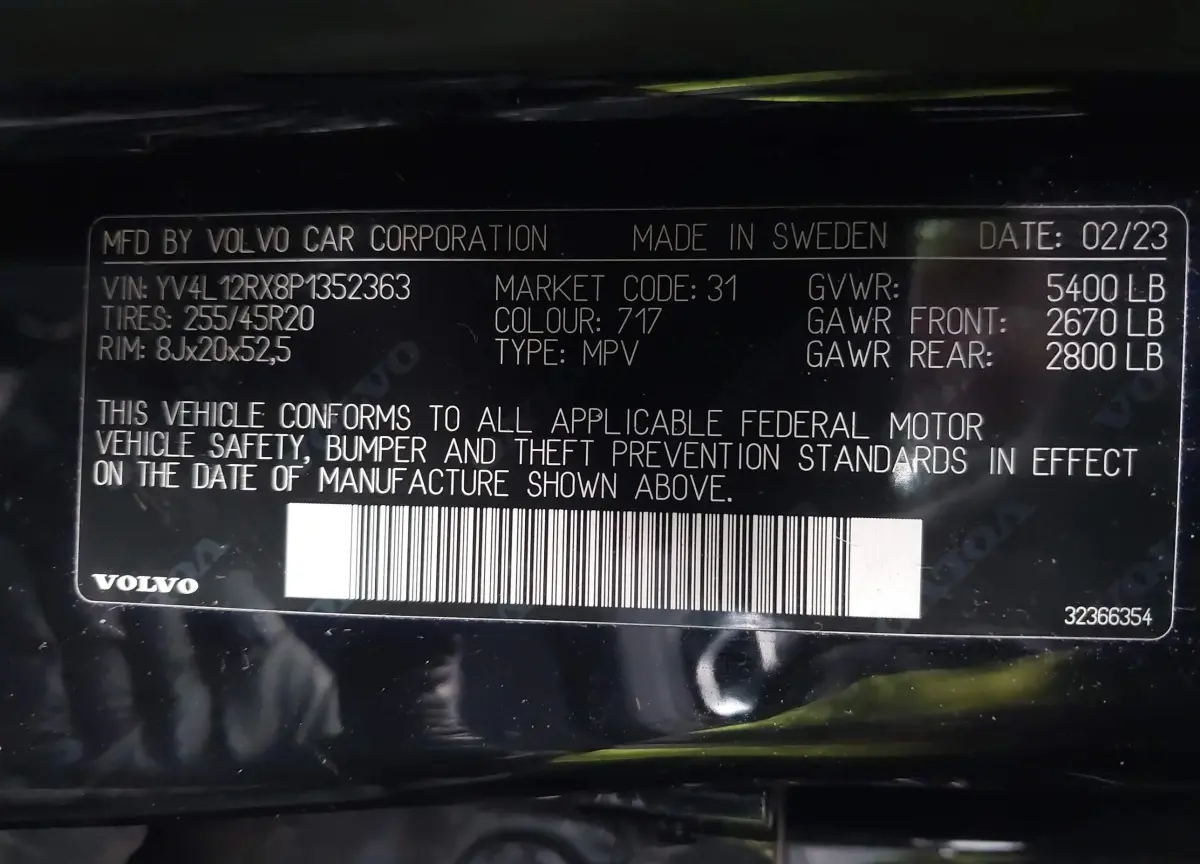 MFD BY VOLVO CAR CORPORATION MADE IN SWEDEN DATE: 02/23
VIN: YV4L12RX8P1352363 MARKET CODE: 31 GVWR: 5400 LB
TIRES: 255/45R20 COLOUR: 717 GAWR FRONT: 2670 LB
RIM: 8Jx20x52,5 TYPE: MPV GAWR REAR: 2800 LB
THIS VEHICLE CONFORMS TO ALL APPLICABLE FEDERAL MOTOR
VEHICLE SAFETY, BUMPER AND THEFT PREVENTION STANDARDS IN EFFECT
ON THE DATE OF MANUFACTURE SHOWN ABOVE.
VOLVO
32366354